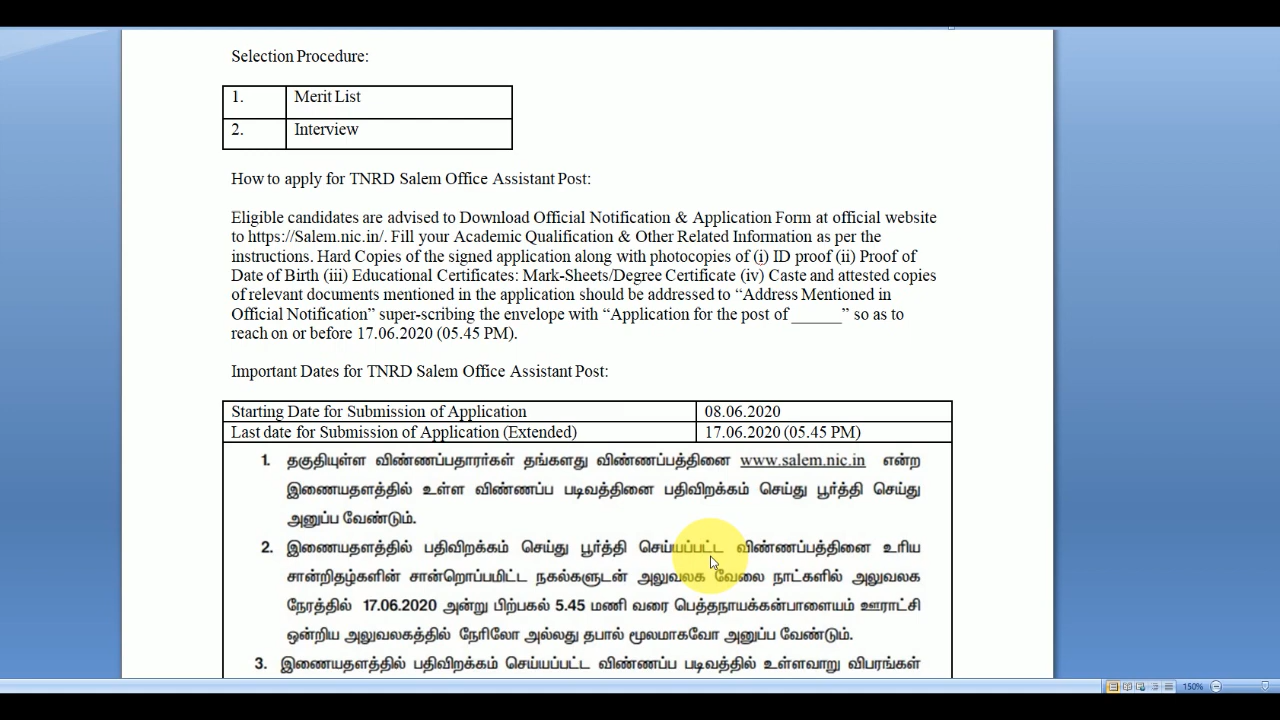 Selection Procedure:
1. Merit List
2. Interview
How to apply for TNRD Salem Office Assistant Post:
Eligible candidates are advised to Download Official Notification & Application Form at official website
to https://Salem.nic.in/. Fill your Academic Qualification & Other Related Information as per the
instructions. Hard Copies of the signed application along with photocopies of (i) ID proof (ii) Proof of
Date of Birth (iii) Educational Certificates: Mark-Sheets/Degree Certificate (iv) Caste and attested copies
of relevant documents mentioned in the application should be addressed to “Address Mentioned in
Official Notification” super-scribing the envelope with “Application for the post of ______” so as to
reach on or before 17.06.2020 (05.45 PM).
Important Dates for TNRD Salem Office Assistant Post:
Starting Date for Submission of Application 08.06.2020
Last date for Submission of Application (Extended) 17.06.2020 (05.45 PM)
1. தகுதியுள்ள விண்ணப்பதாரர்கள் தங்களது விண்ணப்பத்தினை www.salem.nic.in என்ற
இணையதளத்தில் உள்ள விண்ணப்ப படிவத்தினை பதிவிறக்கம் செய்து பூர்த்தி செய்து
அனுப்ப வேண்டும்.
2. இணையதளத்தில் பதிவிறக்கம் செய்து பூர்த்தி செய்யப்பட்ட விண்ணப்பத்தினை உரிய
சான்றிதழ்களின் சான்றொப்பமிட்ட நகல்களுடன் அலுவலக வேலை நாட்களில் அலுவலக
நேரத்தில் 17.06.2020 அன்று பிற்பகல் 5.45 மணி வரை பெத்தநாயக்கன்பாளையம் ஊராட்சி
ஒன்றிய அலுவலகத்தில் நேரிலோ அல்லது தபால் மூலமாகவோ அனுப்ப வேண்டும்.
3. இணையதளத்தில் பதிவிறக்கம் செய்யப்பட்ட விண்ணப்ப படிவத்தில் உள்ளவாறு விபரங்கள்
150%